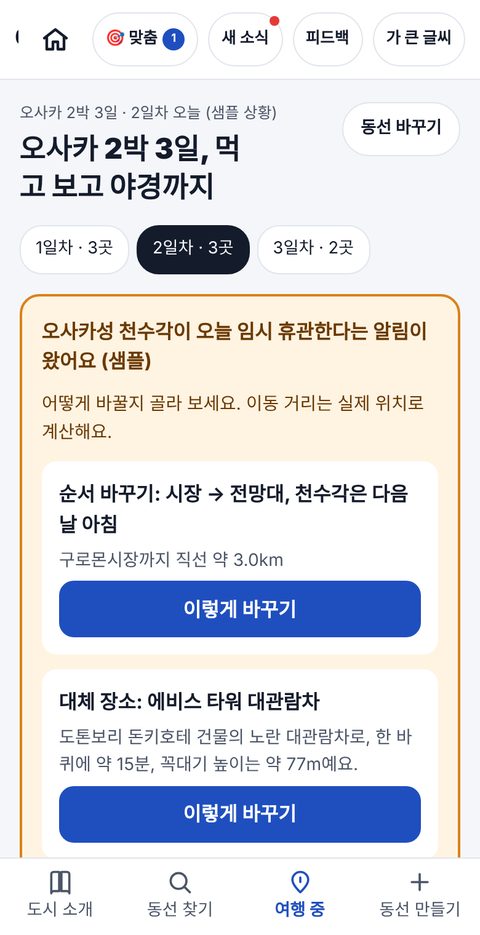 🎯 맞춤 1
새 소식
피드백
가 큰 글씨
오사카 2박 3일 · 2일차 오늘 (샘플 상황)
오사카 2박 3일, 먹
고 보고 야경까지
동선 바꾸기
1일차 · 3곳
2일차 · 3곳
3일차 · 2곳
오사카성 천수각이 오늘 임시 휴관한다는 알림이
왔어요 (샘플)
어떻게 바꿀지 골라 보세요. 이동 거리는 실제 위치로
계산해요.
순서 바꾸기: 시장 → 전망대, 천수각은 다음
날 아침
구로몬시장까지 직선 약 3.0km
이렇게 바꾸기
대체 장소: 에비스 타워 대관람차
도톤보리 돈키호테 건물의 노란 대관람차로, 한 바
퀴에 약 15분, 꼭대기 높이는 약 77m예요.
이렇게 바꾸기
도시 소개
동선 찾기
여행 중
동선 만들기